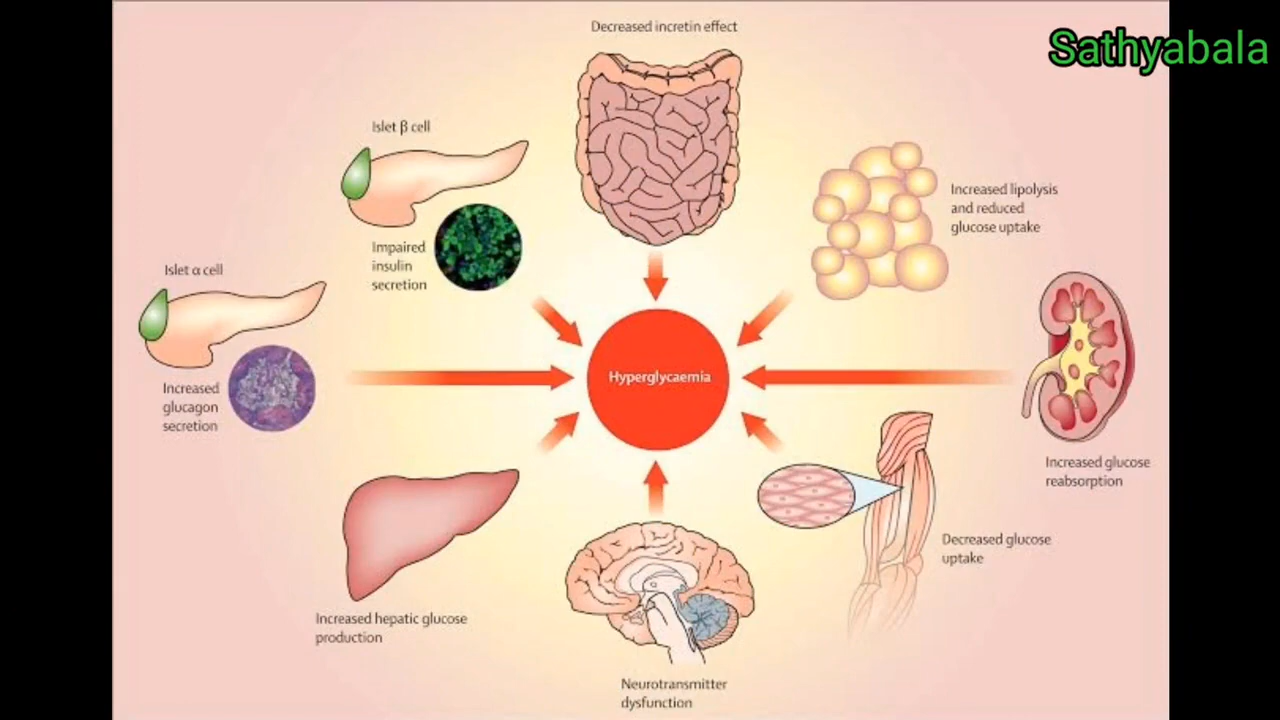 Decreased incretin effect
Sathyabala
Islet β cell
Impaired
insulin
secretion
Increased lipolysis
and reduced
glucose uptake
Islet α cell
Increased
glucagon
secretion
Hyperglycaemia
Increased glucose
reabsorption
Decreased glucose
uptake
Increased hepatic glucose
production
Neurotransmitter
dysfunction